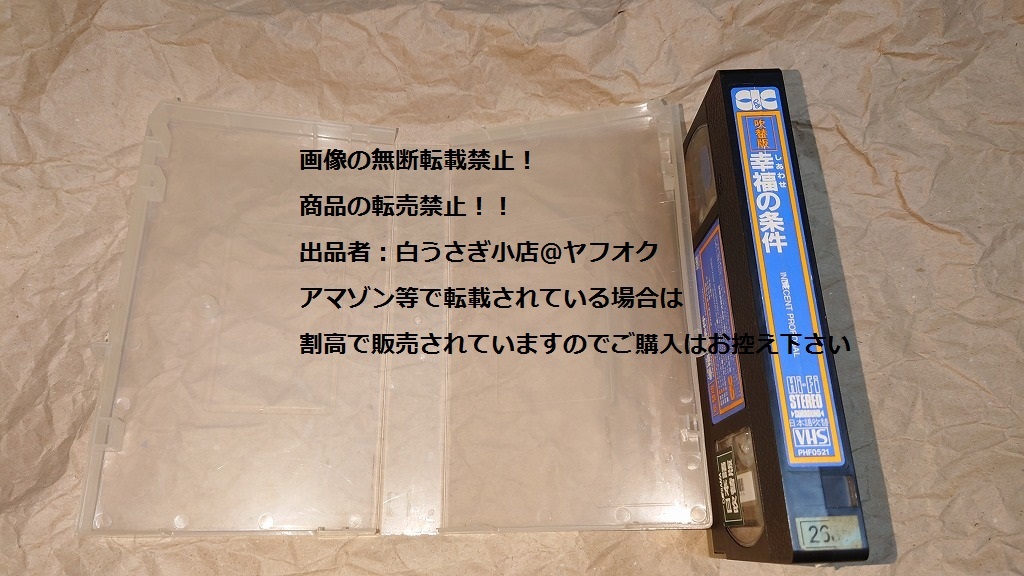 画像の無断転載禁止！
商品の転売禁止！！
出品者：白うさぎ小店@ヤフオク
アマゾン等で転載されている場合は
割高で販売されていますのでご購入はお控え下さい
CIC
吹替版
しあわせ
幸福の条件
Hi-Fi
STEREO
SURROUND
日本語吹替
VHS
PHF0521